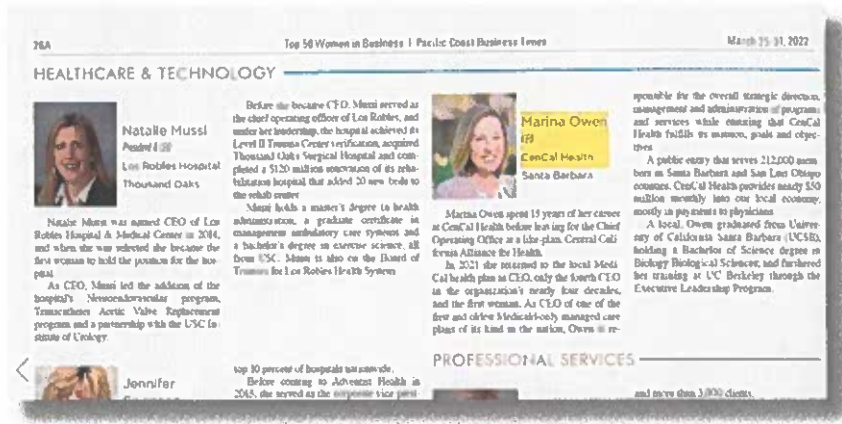 28A
Top 50 Women in Business | Pacific Coast Business Times
March 25-31, 2022
HEALTHCARE & TECHNOLOGY
Natalie Mussi
President &
Los Robles Hospital
Thousand Oaks
Natalie Mussi was named CEO of Los
Robles Hospital & Medical Center in 2014,
and when she was selected she became the
first woman to hold the position for the hos-
pital.
As CEO, Mussi led the addition of the
hospital's Neuroendovascular program,
Transcatheter Aortic Valve Replacement
program and a partnership with the USC In-
stitute of Urology.
Before she became CEO, Mussi served as
the chief operating officer of Los Robles, and
under her leadership, the hospital achieved its
Level II Trauma Center verification, acquired
Thousand Oaks Surgical Hospital and com-
pleted a $120 million renovation of its reha-
bilitation hospital that added 20 new beds to
the rehab center.
Mussi holds a master's degree in health
administration, a graduate certificate in
management ambulatory care systems and
a bachelor's degree in exercise science, all
from USC. Mussi is also on the Board of
Trustees for Los Robles Health System.
Marina Owen
CenCal Health
Santa Barbara
Marina Owen spent 15 years of her career
at CenCal Health before leaving for the Chief
Operating Office at a like-plan, Central Cali-
fornia Alliance for Health.
In 2021 she returned to the local Medi-
Cal health plan as CEO, only the fourth CEO
in the organization's nearly four decades,
and the first woman. As CEO of one of the
first and oldest Medicaid-only managed care
plans of its kind in the nation, Owen is re-
sponsible for the overall strategic direction,
management and administration of programs
and services while ensuring that CenCal
Health fulfills its mission, goals and objec-
tives.
A public entity that serves 212,000 mem-
bers in Santa Barbara and San Luis Obispo
counties, CenCal Health provides nearly $50
million monthly into our local economy,
mostly in payments to physicians.
A local, Owen graduated from Univer-
sity of California Santa Barbara (UCSB),
holding a Bachelor of Science degree in
Biology Biological Sciences, and furthered
her training at UC Berkeley through the
Executive Leadership Program.
PROFESSIONAL SERVICES
Jennifer
top 10 percent of hospitals nationwide.
Before coming to Adventist Health in
2015, she served as the corporate vice presi-
and more than 3,000 clients.